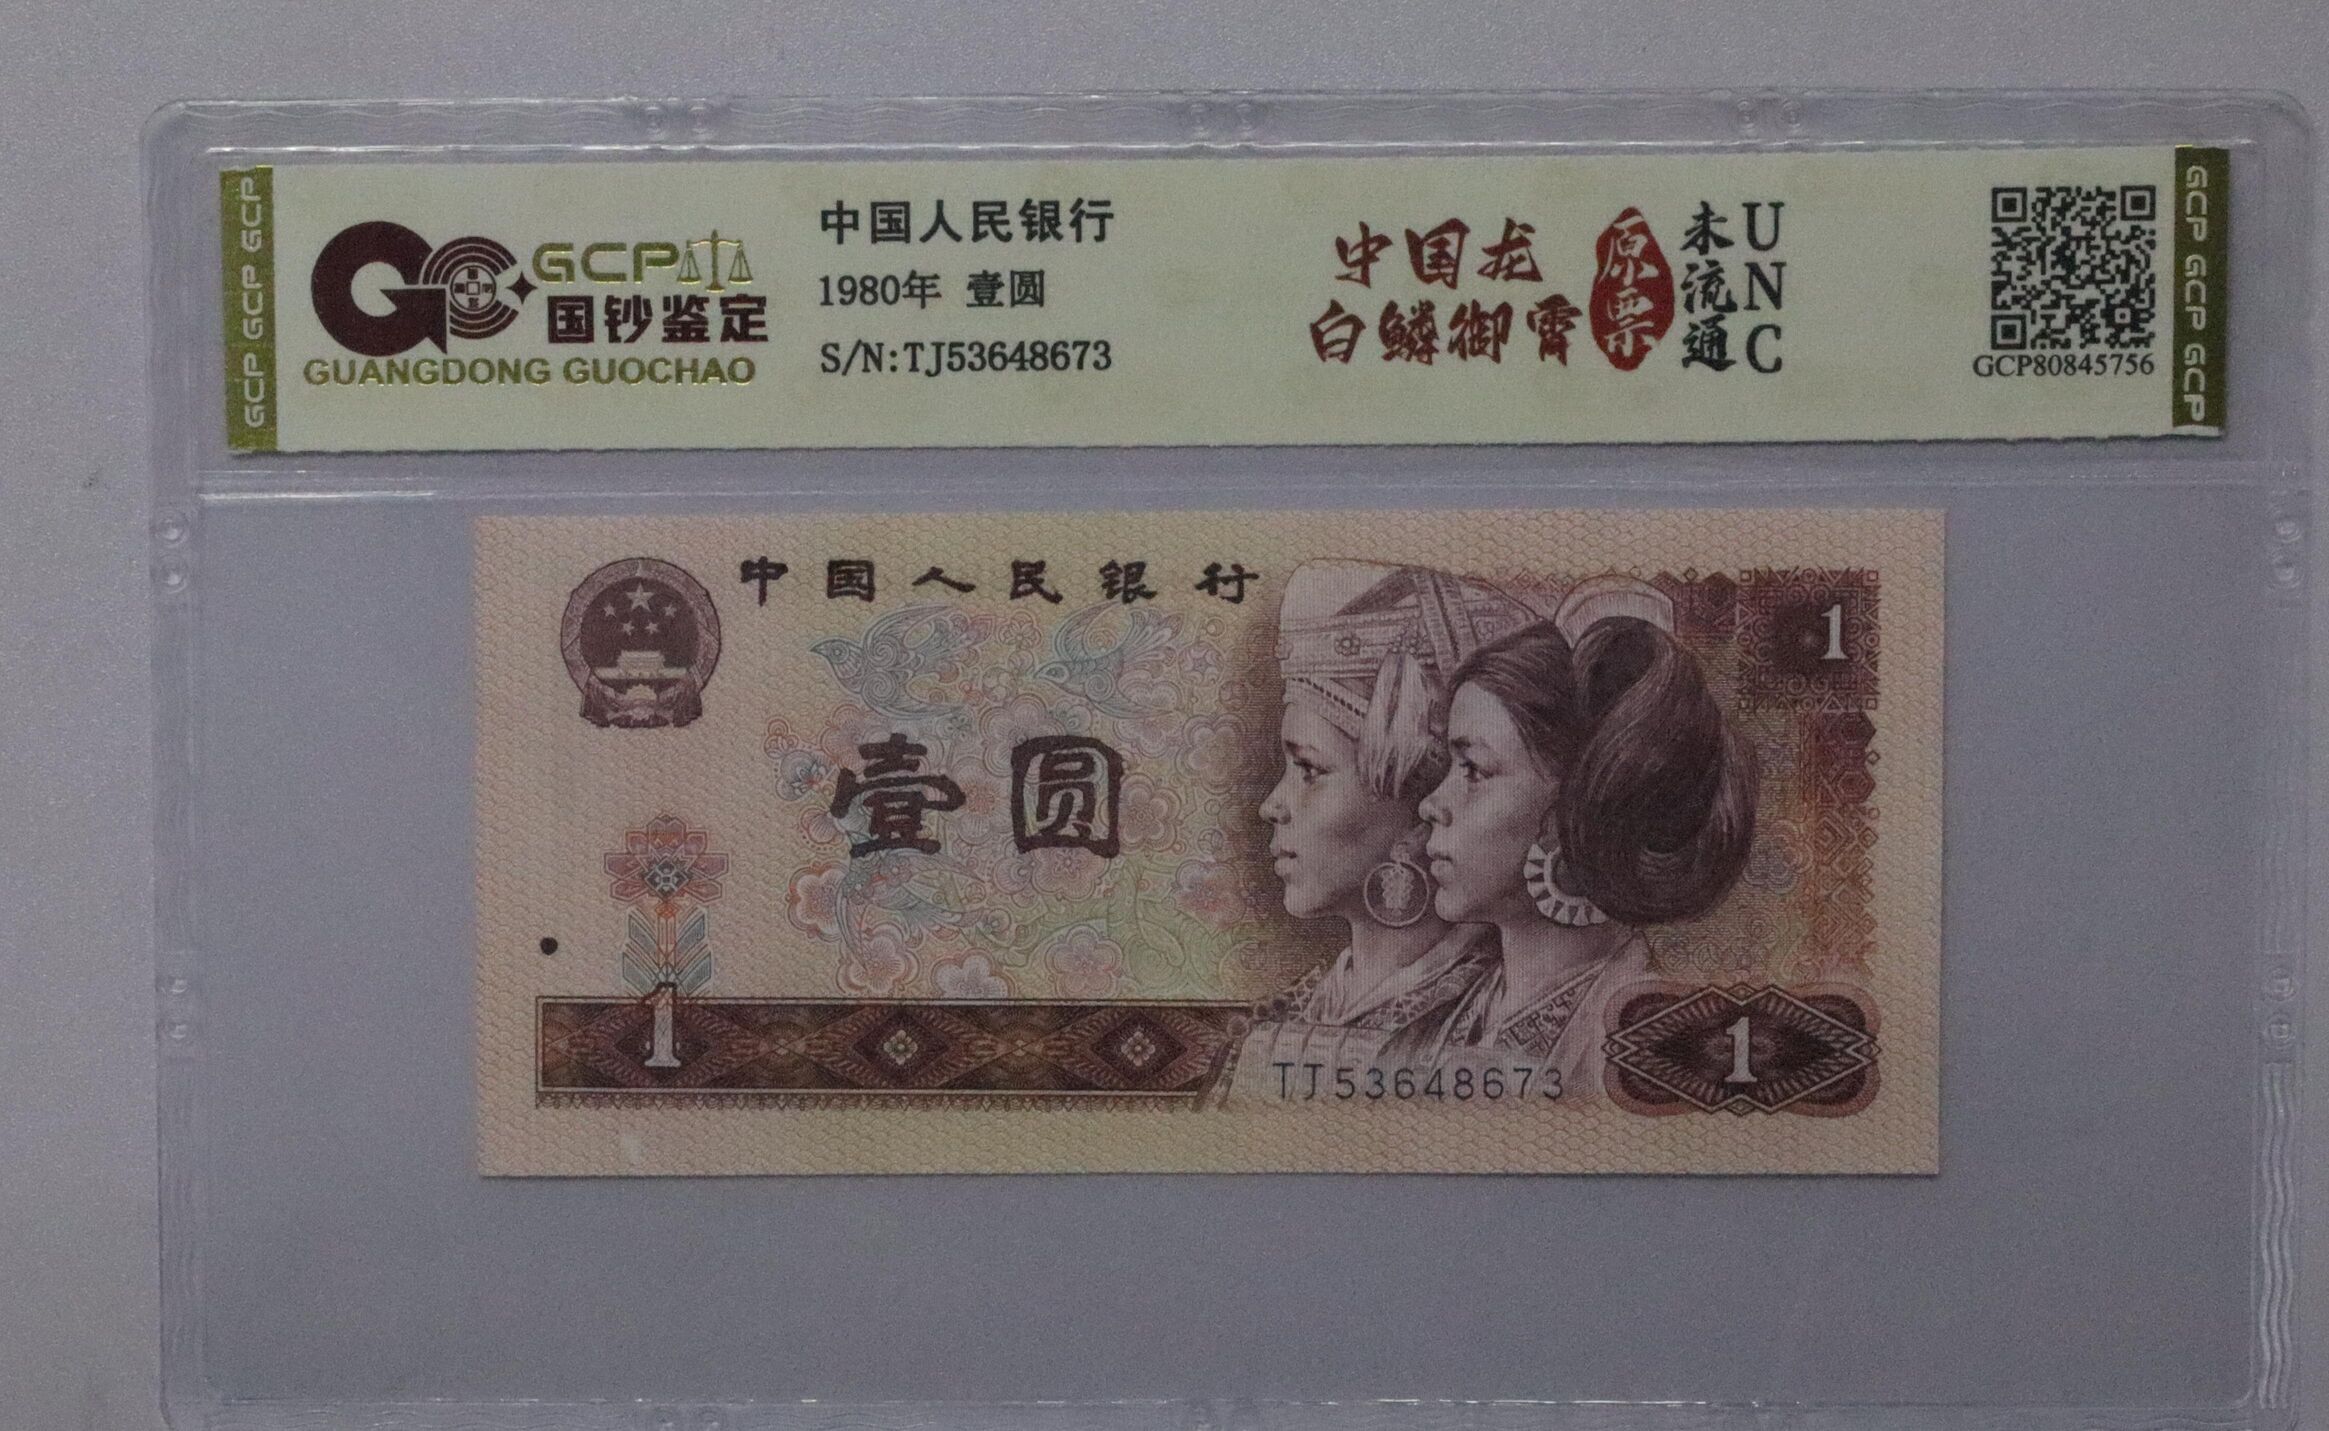 GCP GCP GCP
GCP
国钞鉴定
GUANGDONG GUOCHAO
中国人民银行
1980年 壹圆
S/N:TJ53648673
中国龙
白鳞御霄
原票
未流通
UNC
GCP80845756
GCP GCP GCP
中国人民银行
1
壹圆
1
TJ53648673
1